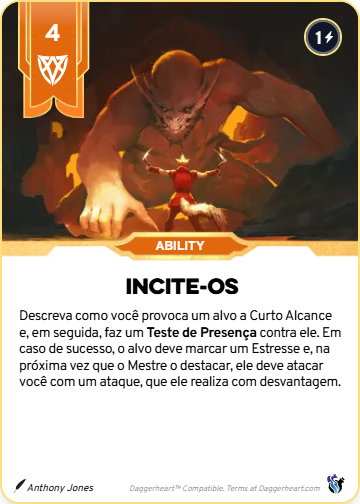 4
1
ABILITY
INCITE-OS
Descreva como você provoca um alvo a Curto Alcance
e, em seguida, faz um Teste de Presença contra ele. Em
caso de sucesso, o alvo deve marcar um Estresse e, na
próxima vez que o Mestre o destacar, ele deve atacar
você com um ataque, que ele realiza com desvantagem.
Anthony Jones
Daggerheart™ Compatible. Terms at Daggerheart.com